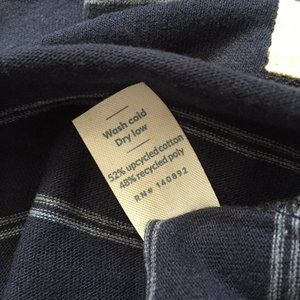 Wash cold
Dry low
52% upcycled cotton
48% recycled poly
RN# 140892